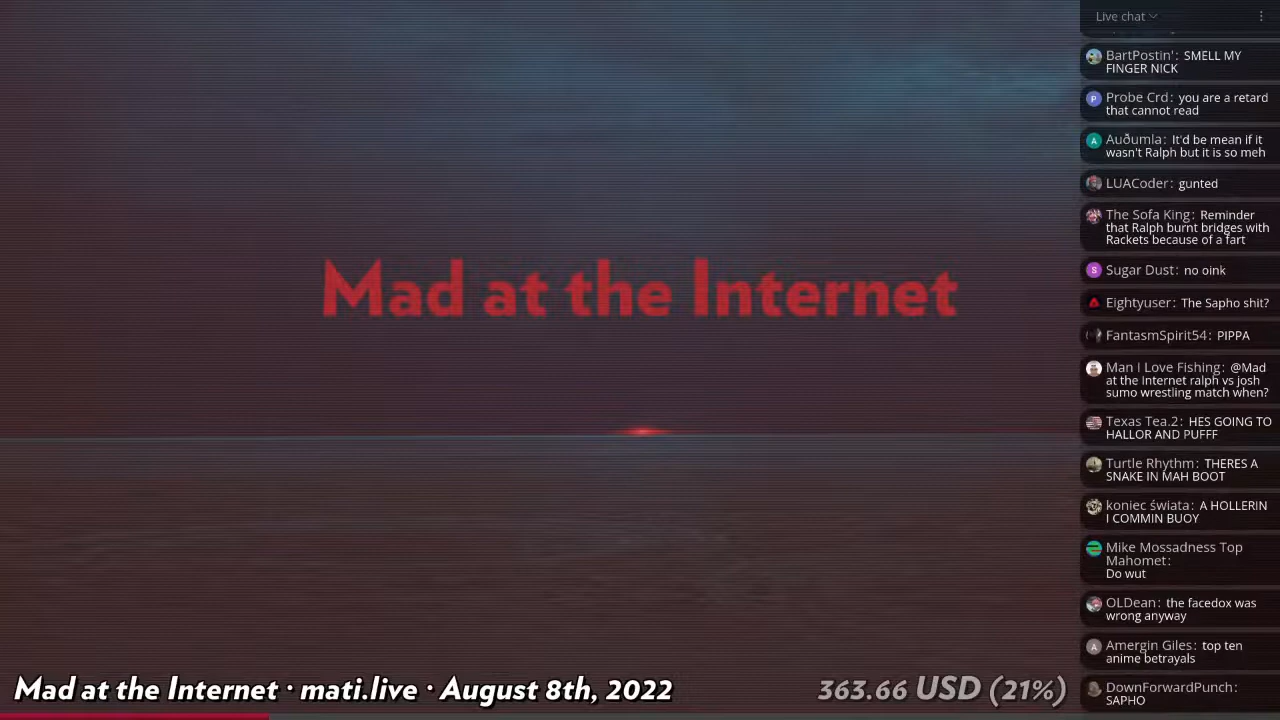 Mad at the Internet
Mad at the Internet · mati.live · August 8th, 2022
363.66 USD (21%)
Live chat
BartPostin': SMELL MY
FINGER NICK
P
Probe Crd: you are a retard
that cannot read
A
Auðumla: It'd be mean if it
wasn't Ralph but it is so meh
LUACoder: gunted
The Sofa King: Reminder
that Ralph burnt bridges with
Rackets because of a fart
S
Sugar Dust: no oink
Eightyuser: The Sapho shit?
FantasmSpirit54: PIPPA
Man I Love Fishing: @Mad
at the Internet ralph vs josh
sumo wrestling match when?
Texas Tea.2: HES GOING TO
HALLOR AND PUFFF
Turtle Rhythm: THERES A
SNAKE IN MAH BOOT
koniec świata: A HOLLERIN
I COMMIN BUOY
Mike Mossadness Top
Mahomet:
Do wut
OLDean: the facedox was
wrong anyway
A
Amergin Giles: top ten
anime betrayals
DownForwardPunch:
SAPHO